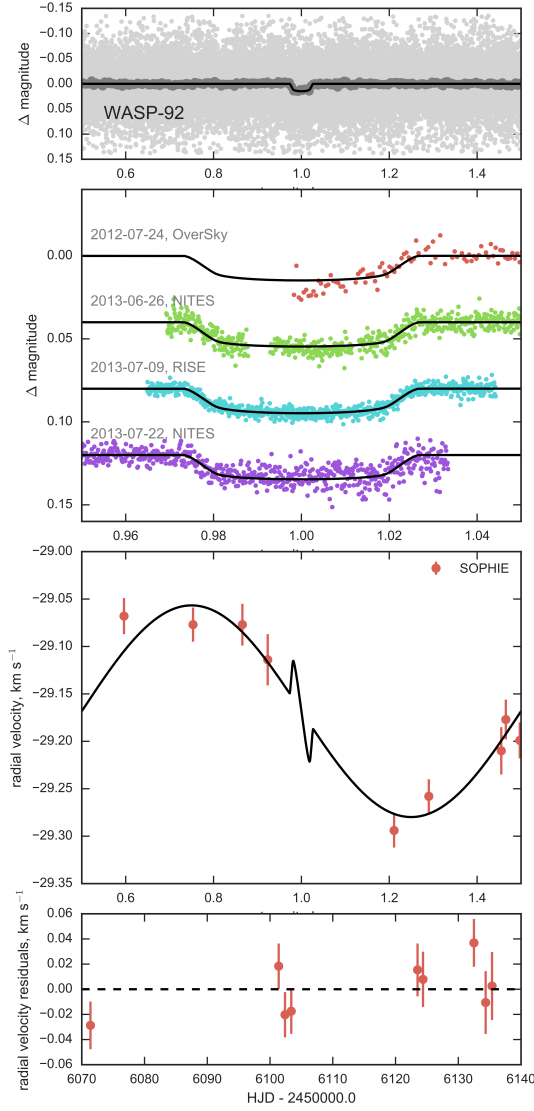 −0.15
−0.10
−0.05
0.00
0.05
0.10
0.15
Δ magnitude
WASP-92
0.6 0.8 1.0 1.2 1.4
0.00
0.05
0.10
0.15
Δ magnitude
2012-07-24, OverSky
2013-06-26, NITES
2013-07-09, RISE
2013-07-22, NITES
0.96 0.98 1.00 1.02 1.04
−29.00
−29.05
−29.10
−29.15
−29.20
−29.25
−29.30
−29.35
radial velocity, km s⁻¹
SOPHIE
0.6 0.8 1.0 1.2 1.4
0.06
0.04
0.02
0.00
−0.02
−0.04
−0.06
radial velocity residuals, km s⁻¹
6070 6080 6090 6100 6110 6120 6130 6140
HJD - 2450000.0